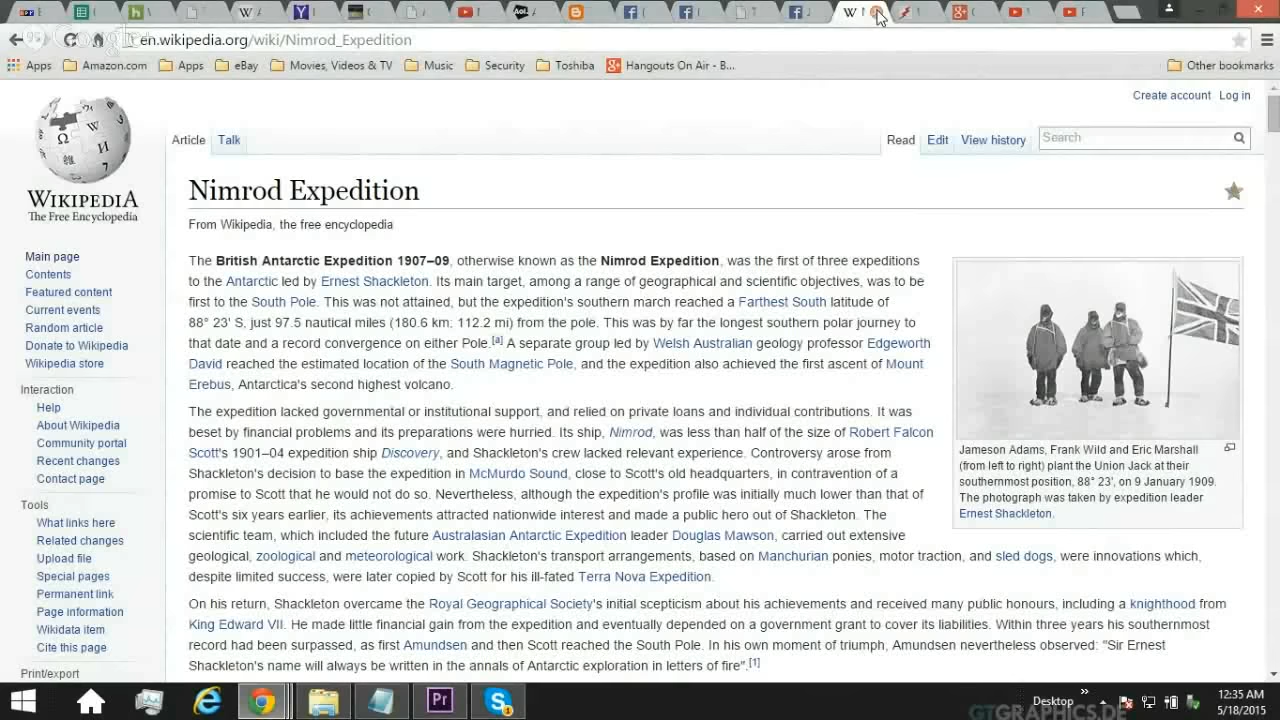 en.wikipedia.org/wiki/Nimrod_Expedition
Apps Amazon.com Apps eBay Movies, Videos & TV Music Security Toshiba Hangouts On Air - B... Other bookmarks
Create account Log in
Article Talk Read Edit View history Search
WIKIPEDIA
The Free Encyclopedia
Main page
Contents
Featured content
Current events
Random article
Donate to Wikipedia
Wikipedia store
Interaction
Help
About Wikipedia
Community portal
Recent changes
Contact page
Tools
What links here
Related changes
Upload file
Special pages
Permanent link
Page information
Wikidata item
Cite this page
Print/export
Nimrod Expedition
From Wikipedia, the free encyclopedia
The British Antarctic Expedition 1907–09, otherwise known as the Nimrod Expedition, was the first of three expeditions
to the Antarctic led by Ernest Shackleton. Its main target, among a range of geographical and scientific objectives, was to be
first to the South Pole. This was not attained, but the expedition's southern march reached a Farthest South latitude of
88° 23' S, just 97.5 nautical miles (180.6 km; 112.2 mi) from the pole. This was by far the longest southern polar journey to
that date and a record convergence on either Pole.[a] A separate group led by Welsh Australian geology professor Edgeworth
David reached the estimated location of the South Magnetic Pole, and the expedition also achieved the first ascent of Mount
Erebus, Antarctica's second highest volcano.
The expedition lacked governmental or institutional support, and relied on private loans and individual contributions. It was
beset by financial problems and its preparations were hurried. Its ship, Nimrod, was less than half of the size of Robert Falcon
Scott's 1901–04 expedition ship Discovery, and Shackleton's crew lacked relevant experience. Controversy arose from
Shackleton's decision to base the expedition in McMurdo Sound, close to Scott's old headquarters, in contravention of a
promise to Scott that he would not do so. Nevertheless, although the expedition's profile was initially much lower than that of
Scott's six years earlier, its achievements attracted nationwide interest and made a public hero out of Shackleton. The
scientific team, which included the future Australasian Antarctic Expedition leader Douglas Mawson, carried out extensive
geological, zoological and meteorological work. Shackleton's transport arrangements, based on Manchurian ponies, motor traction, and sled dogs, were innovations which,
despite limited success, were later copied by Scott for his ill-fated Terra Nova Expedition.
On his return, Shackleton overcame the Royal Geographical Society's initial scepticism about his achievements and received many public honours, including a knighthood from
King Edward VII. He made little financial gain from the expedition and eventually depended on a government grant to cover its liabilities. Within three years his southernmost
record had been surpassed, as first Amundsen and then Scott reached the South Pole. In his own moment of triumph, Amundsen nevertheless observed: "Sir Ernest
Shackleton's name will always be written in the annals of Antarctic exploration in letters of fire".[1]
Jameson Adams, Frank Wild and Eric Marshall
(from left to right) plant the Union Jack at their
southernmost position, 88° 23', on 9 January 1909.
The photograph was taken by expedition leader
Ernest Shackleton.
Pr
Desktop
12:35 AM
5/18/2015
GTGRAPHICS.DE